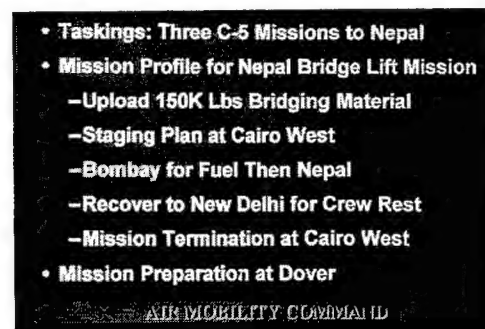 • Taskings: Three C-5 Missions to Nepal
• Mission Profile for Nepal Bridge Lift Mission
–Upload 150K Lbs Bridging Material
–Staging Plan at Cairo West
–Bombay for Fuel Then Nepal
–Recover to New Delhi for Crew Rest
–Mission Termination at Cairo West
• Mission Preparation at Dover
AIR MOBILITY COMMAND